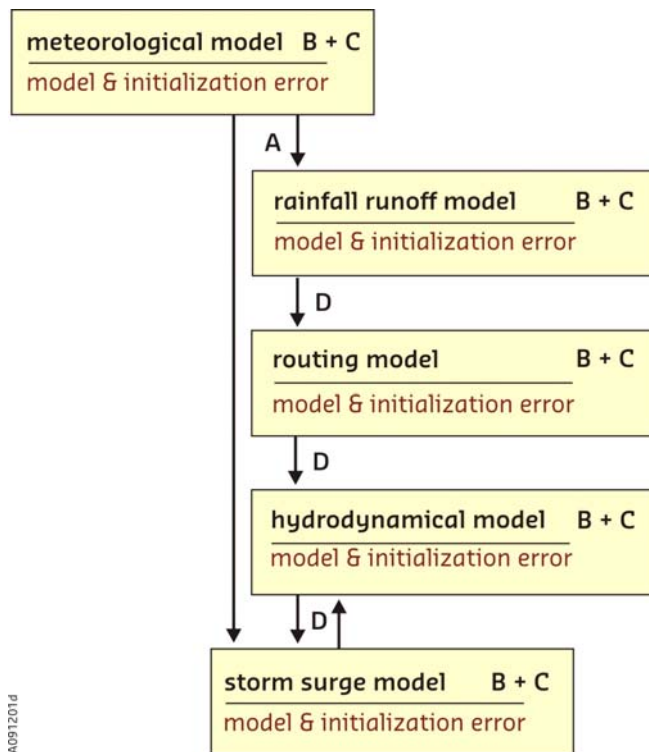 meteorological model B + C
model & initialization error
A
rainfall runoff model B + C
model & initialization error
D
routing model B + C
model & initialization error
D
hydrodynamical model B + C
model & initialization error
D
storm surge model B + C
model & initialization error
A091201d